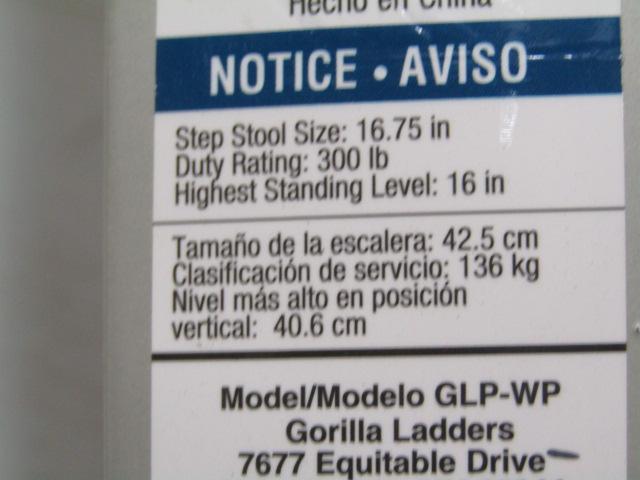 Hecho en China
NOTICE • AVISO
Step Stool Size: 16.75 in
Duty Rating: 300 lb
Highest Standing Level: 16 in
Tamaño de la escalera: 42.5 cm
Clasificación de servicio: 136 kg
Nivel más alto en posición
vertical: 40.6 cm
Model/Modelo GLP-WP
Gorilla Ladders
7677 Equitable Drive